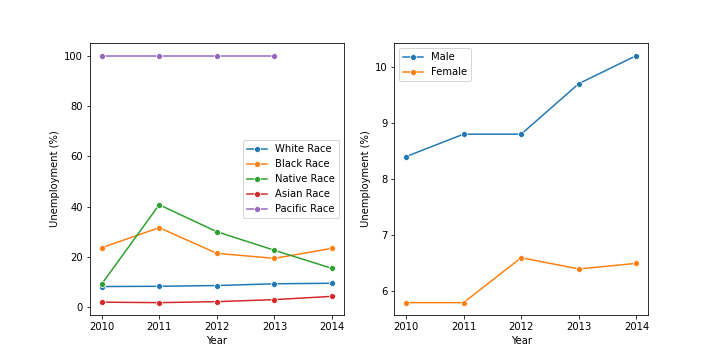 100
80
60
40
20
0
Unemployment (%)
White Race
Black Race
Native Race
Asian Race
Pacific Race
2010 2011 2012 2013 2014
Year
10
9
8
7
6
Unemployment (%)
Male
Female
2010 2011 2012 2013 2014
Year